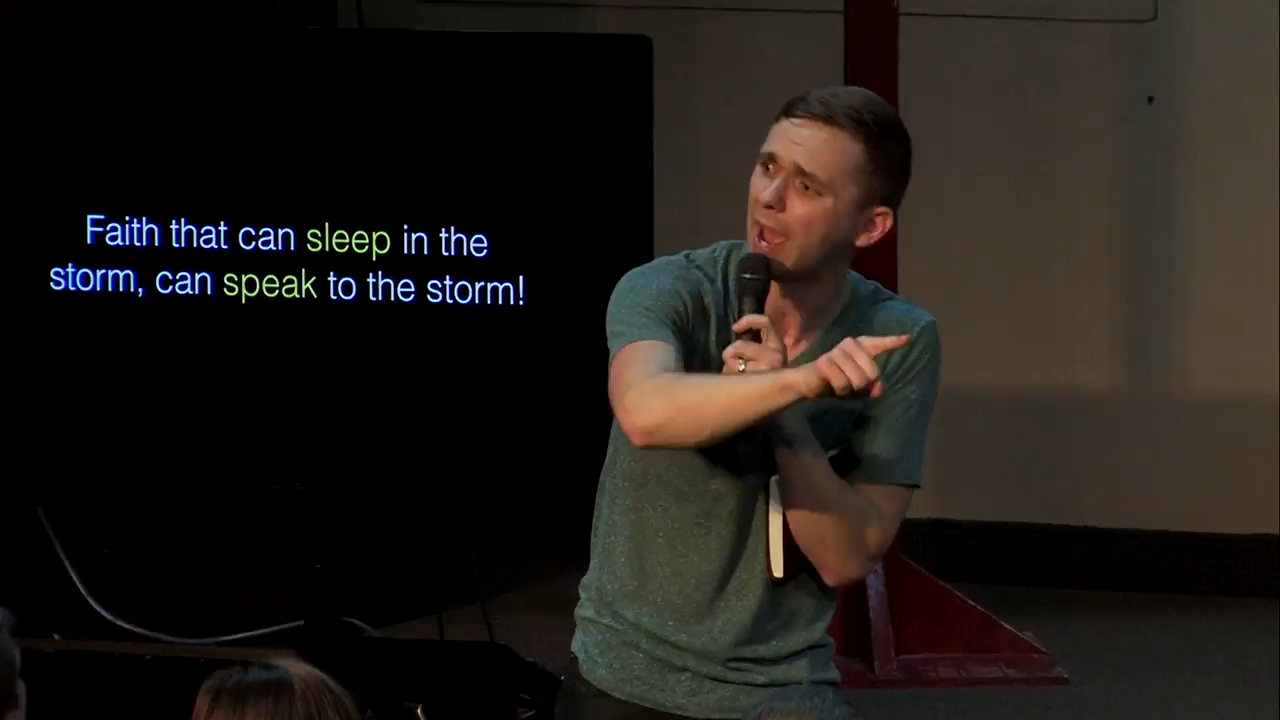 Faith that can sleep in the
storm, can speak to the storm!